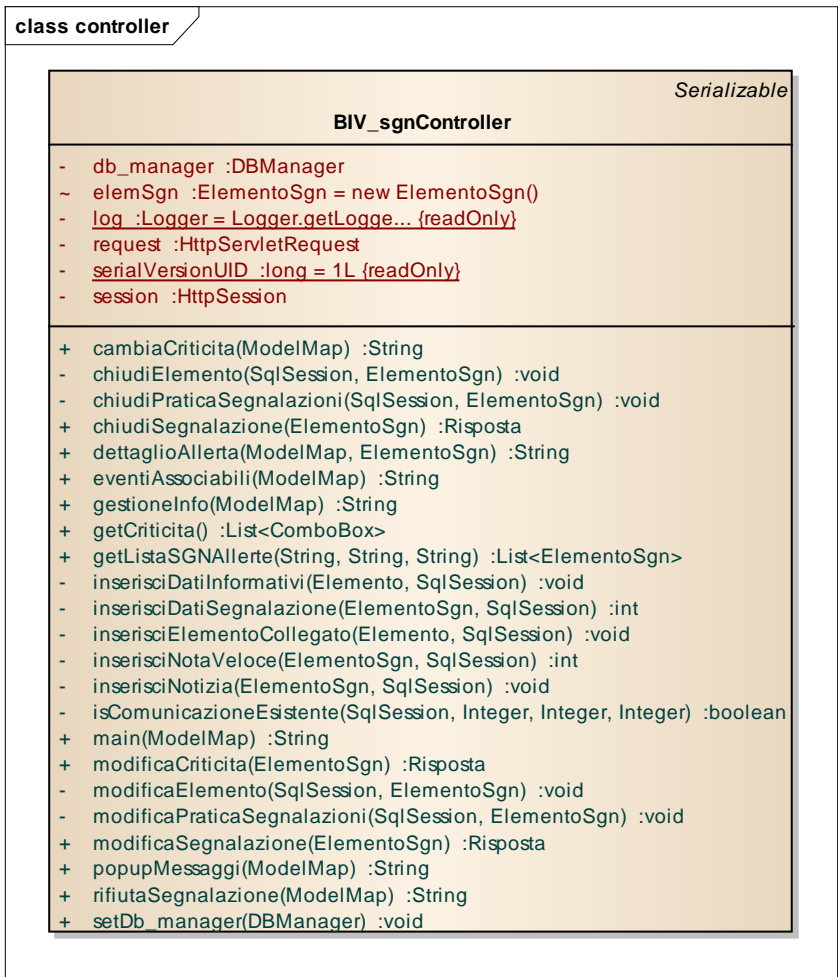 class controller
Serializable
BIV_sgnController
- db_manager :DBManager
~ elemSgn :ElementoSgn = new ElementoSgn()
- log :Logger = Logger.getLogge... {readOnly}
- request :HttpServletRequest
- serialVersionUID :long = 1L {readOnly}
- session :HttpSession
+ cambiaCriticita(ModelMap) :String
- chiudiElemento(SqlSession, ElementoSgn) :void
- chiudiPraticaSegnalazioni(SqlSession, ElementoSgn) :void
+ chiudiSegnalazione(ElementoSgn) :Risposta
+ dettaglioAllerta(ModelMap, ElementoSgn) :String
+ eventiAssociabili(ModelMap) :String
+ gestioneInfo(ModelMap) :String
+ getCriticita() :List<ComboBox>
+ getListaSGNAllerte(String, String, String) :List<ElementoSgn>
- inserisciDatiInformativi(Elemento, SqlSession) :void
- inserisciDatiSegnalazione(ElementoSgn, SqlSession) :int
- inserisciElementoCollegato(Elemento, SqlSession) :void
- inserisciNotaVeloce(ElementoSgn, SqlSession) :int
- inserisciNotizia(ElementoSgn, SqlSession) :void
- isComunicazioneEsistente(SqlSession, Integer, Integer, Integer) :boolean
+ main(ModelMap) :String
+ modificaCriticita(ElementoSgn) :Risposta
- modificaElemento(SqlSession, ElementoSgn) :void
- modificaPraticaSegnalazioni(SqlSession, ElementoSgn) :void
+ modificaSegnalazione(ElementoSgn) :Risposta
+ popupMessaggi(ModelMap) :String
+ rifiutaSegnalazione(ModelMap) :String
+ setDb_manager(DBManager) :void